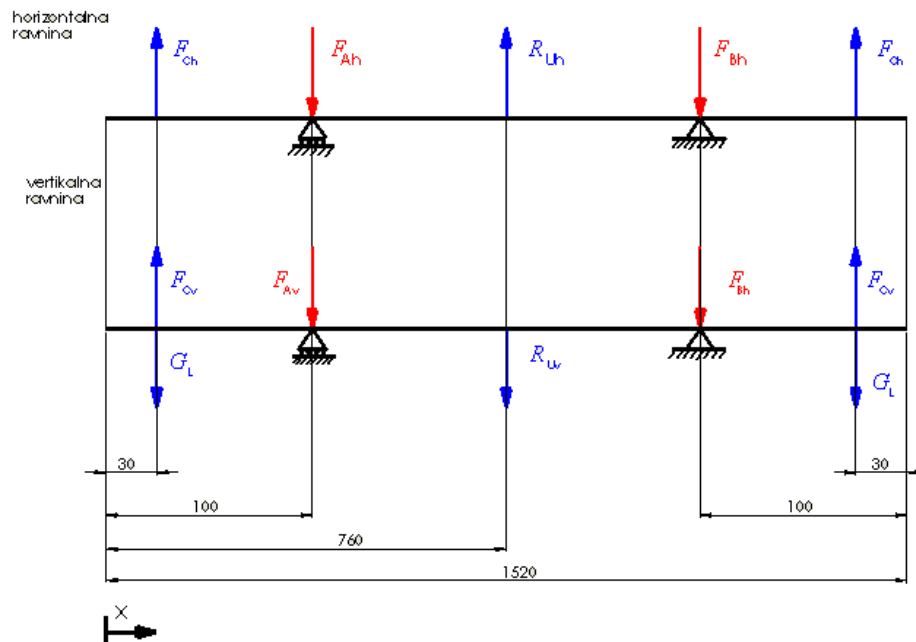 horizontalna
ravnina
F_Ch F_Ah R_Uh F_Bh F_Ch
vertikalna
ravnina
F_Cv F_Av F_Bh F_Cv
G_L R_Uv G_L
30 30
100 100
760
1520
X